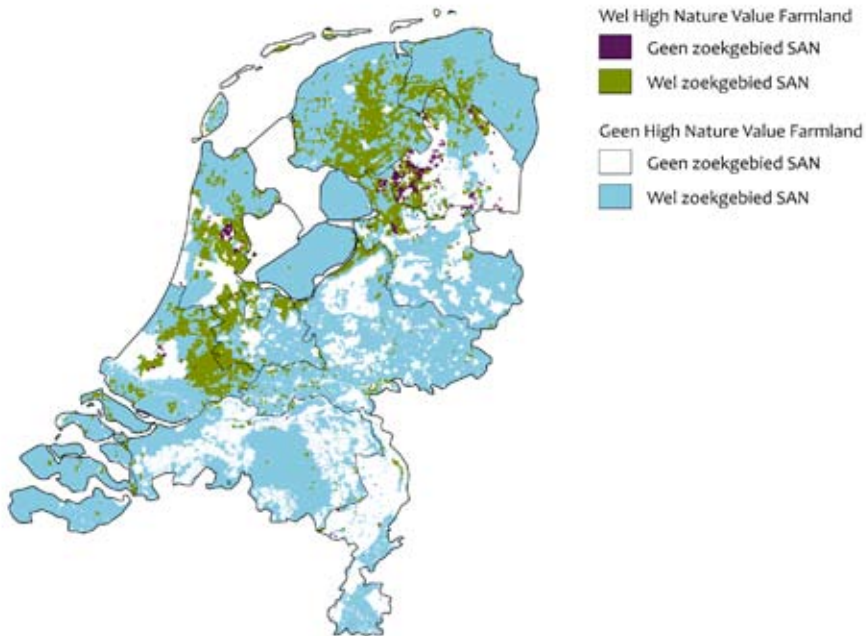 Wel High Nature Value Farmland
Geen zoekgebied SAN
Wel zoekgebied SAN
Geen High Nature Value Farmland
Geen zoekgebied SAN
Wel zoekgebied SAN